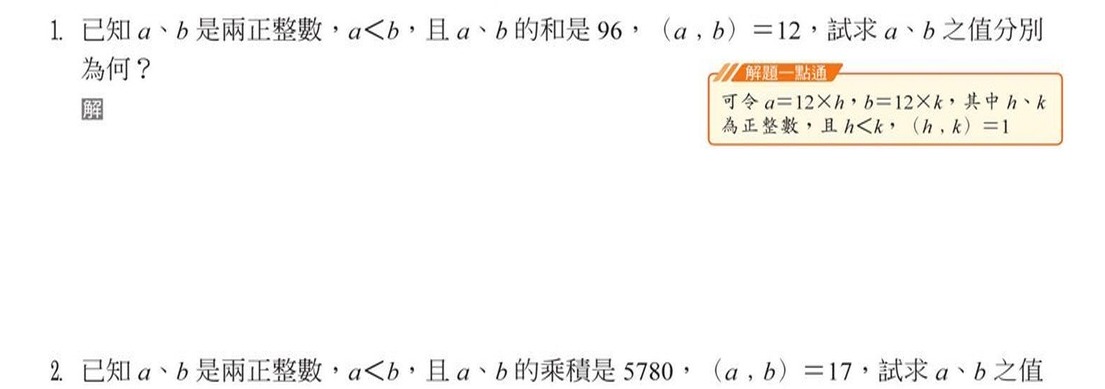 1. 已知 a、b 是兩正整數，a<b，且 a、b 的和是 96，（a , b）=12，試求 a、b 之值分別
為何？
解題一點通
解
可令 a=12×h，b=12×k，其中 h、k
為正整數，且 h<k，（h , k）=1
2. 已知 a、b 是兩正整數，a<b，且 a、b 的乘積是 5780，（a , b）=17，試求 a、b 之值